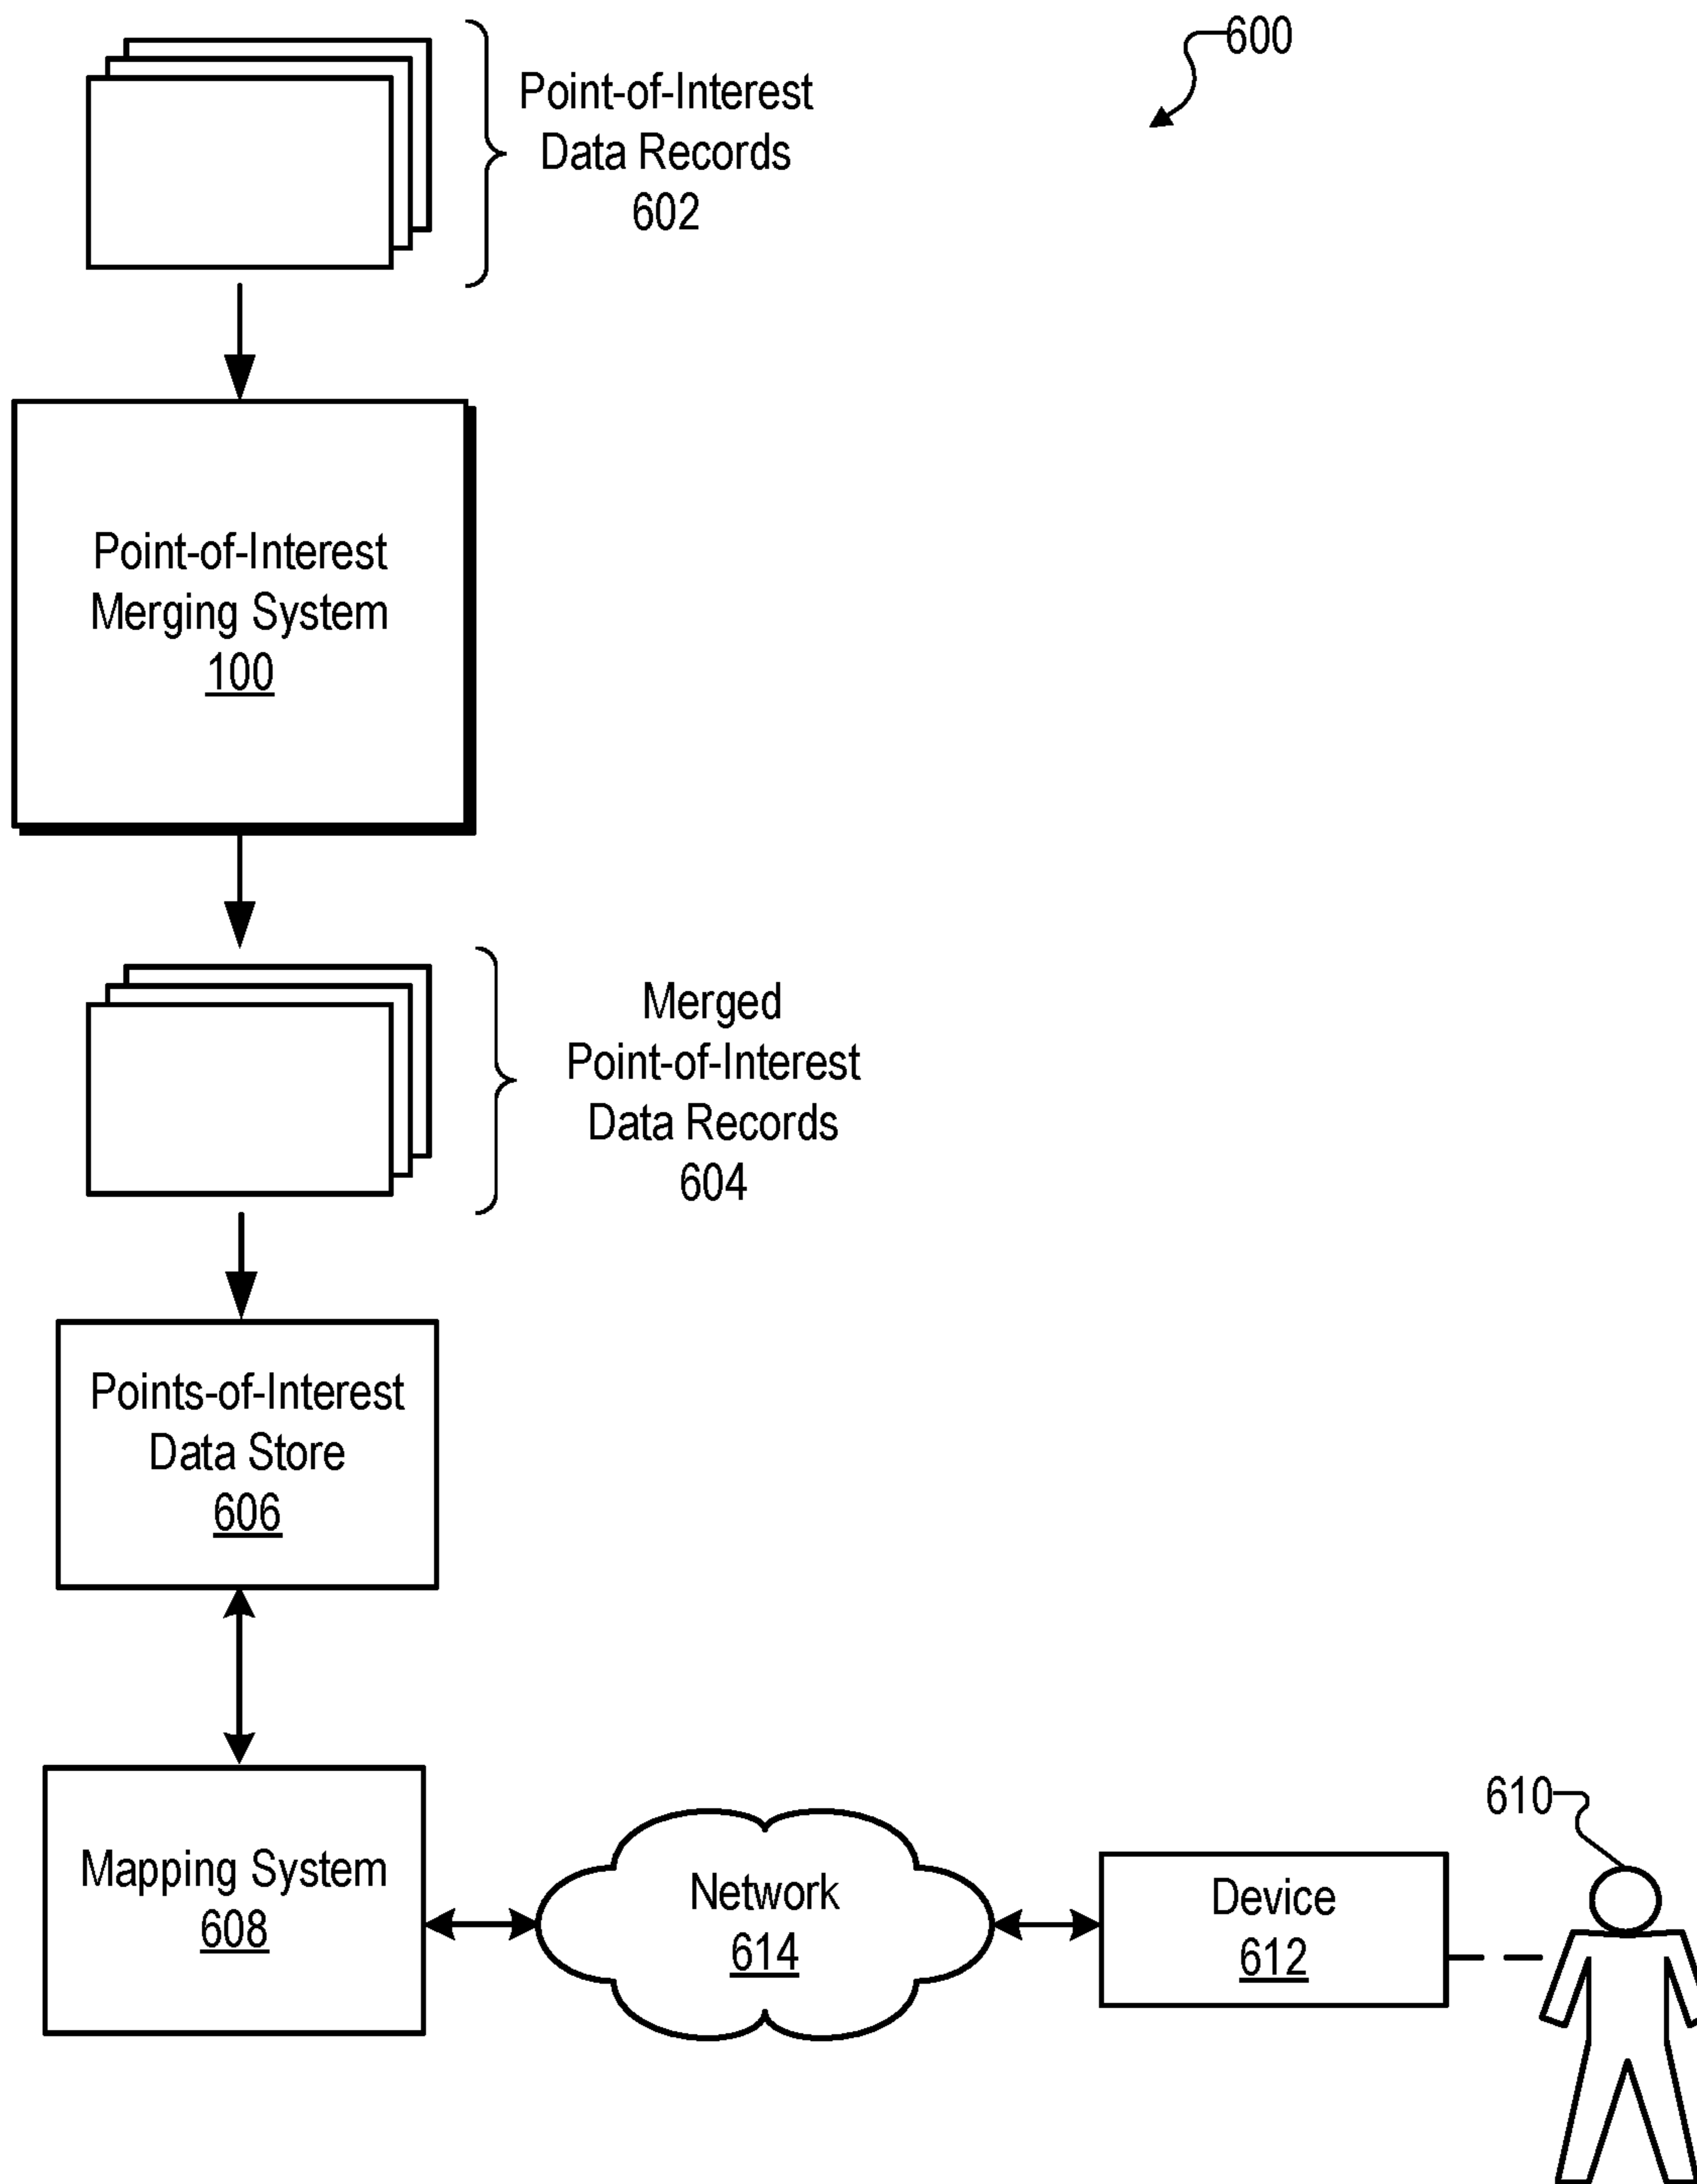 600
Point-of-Interest
Data Records
602
Point-of-Interest
Merging System
100
Merged
Point-of-Interest
Data Records
604
Points-of-Interest
Data Store
606
610
Mapping System
608
Network
614
Device
612